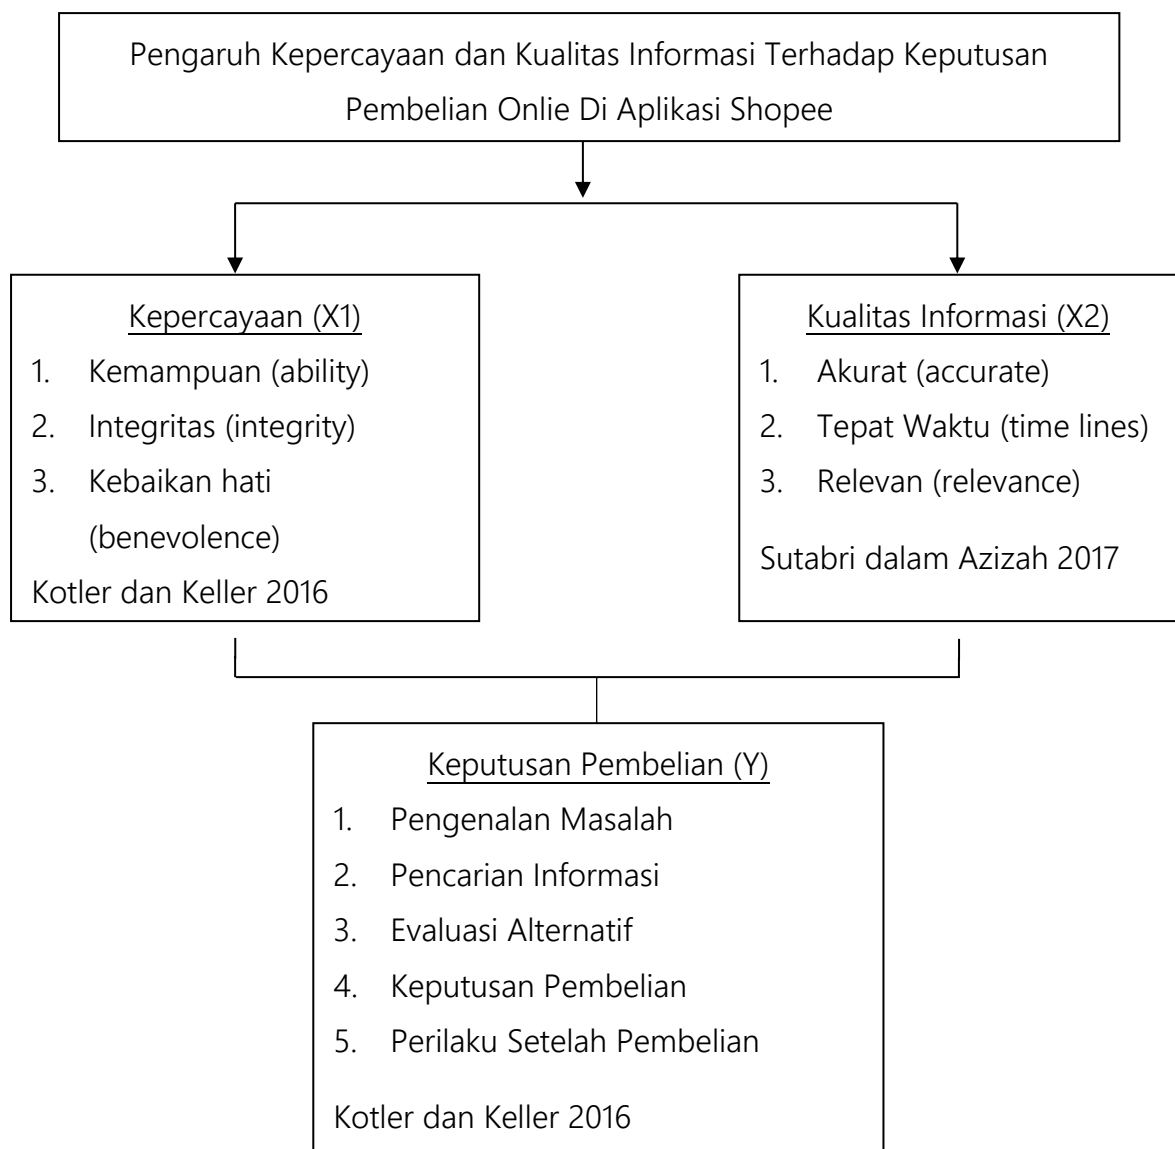 Pengaruh Kepercayaan dan Kualitas Informasi Terhadap Keputusan
Pembelian Onlie Di Aplikasi Shopee
Kepercayaan (X1)
1. Kemampuan (ability)
2. Integritas (integrity)
3. Kebaikan hati
(benevolence)
Kotler dan Keller 2016
Kualitas Informasi (X2)
1. Akurat (accurate)
2. Tepat Waktu (time lines)
3. Relevan (relevance)
Sutabri dalam Azizah 2017
Keputusan Pembelian (Y)
1. Pengenalan Masalah
2. Pencarian Informasi
3. Evaluasi Alternatif
4. Keputusan Pembelian
5. Perilaku Setelah Pembelian
Kotler dan Keller 2016